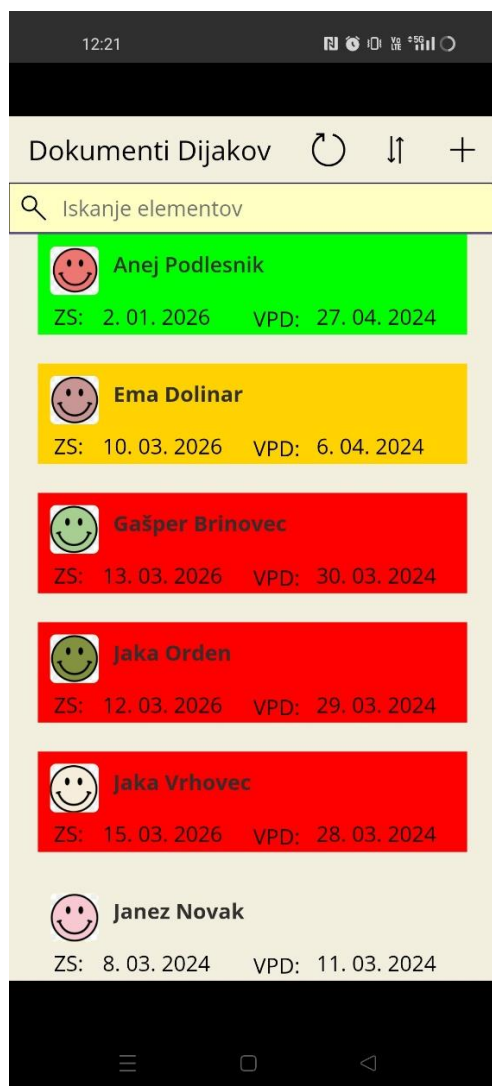 12:21
Dokumenti Dijakov
Iskanje elementov
Anej Podlesnik
ZS: 2. 01. 2026 VPD: 27. 04. 2024
Ema Dolinar
ZS: 10. 03. 2026 VPD: 6. 04. 2024
Gašper Brinovec
ZS: 13. 03. 2026 VPD: 30. 03. 2024
Jaka Orden
ZS: 12. 03. 2026 VPD: 29. 03. 2024
Jaka Vrhovec
ZS: 15. 03. 2026 VPD: 28. 03. 2024
Janez Novak
ZS: 8. 03. 2024 VPD: 11. 03. 2024